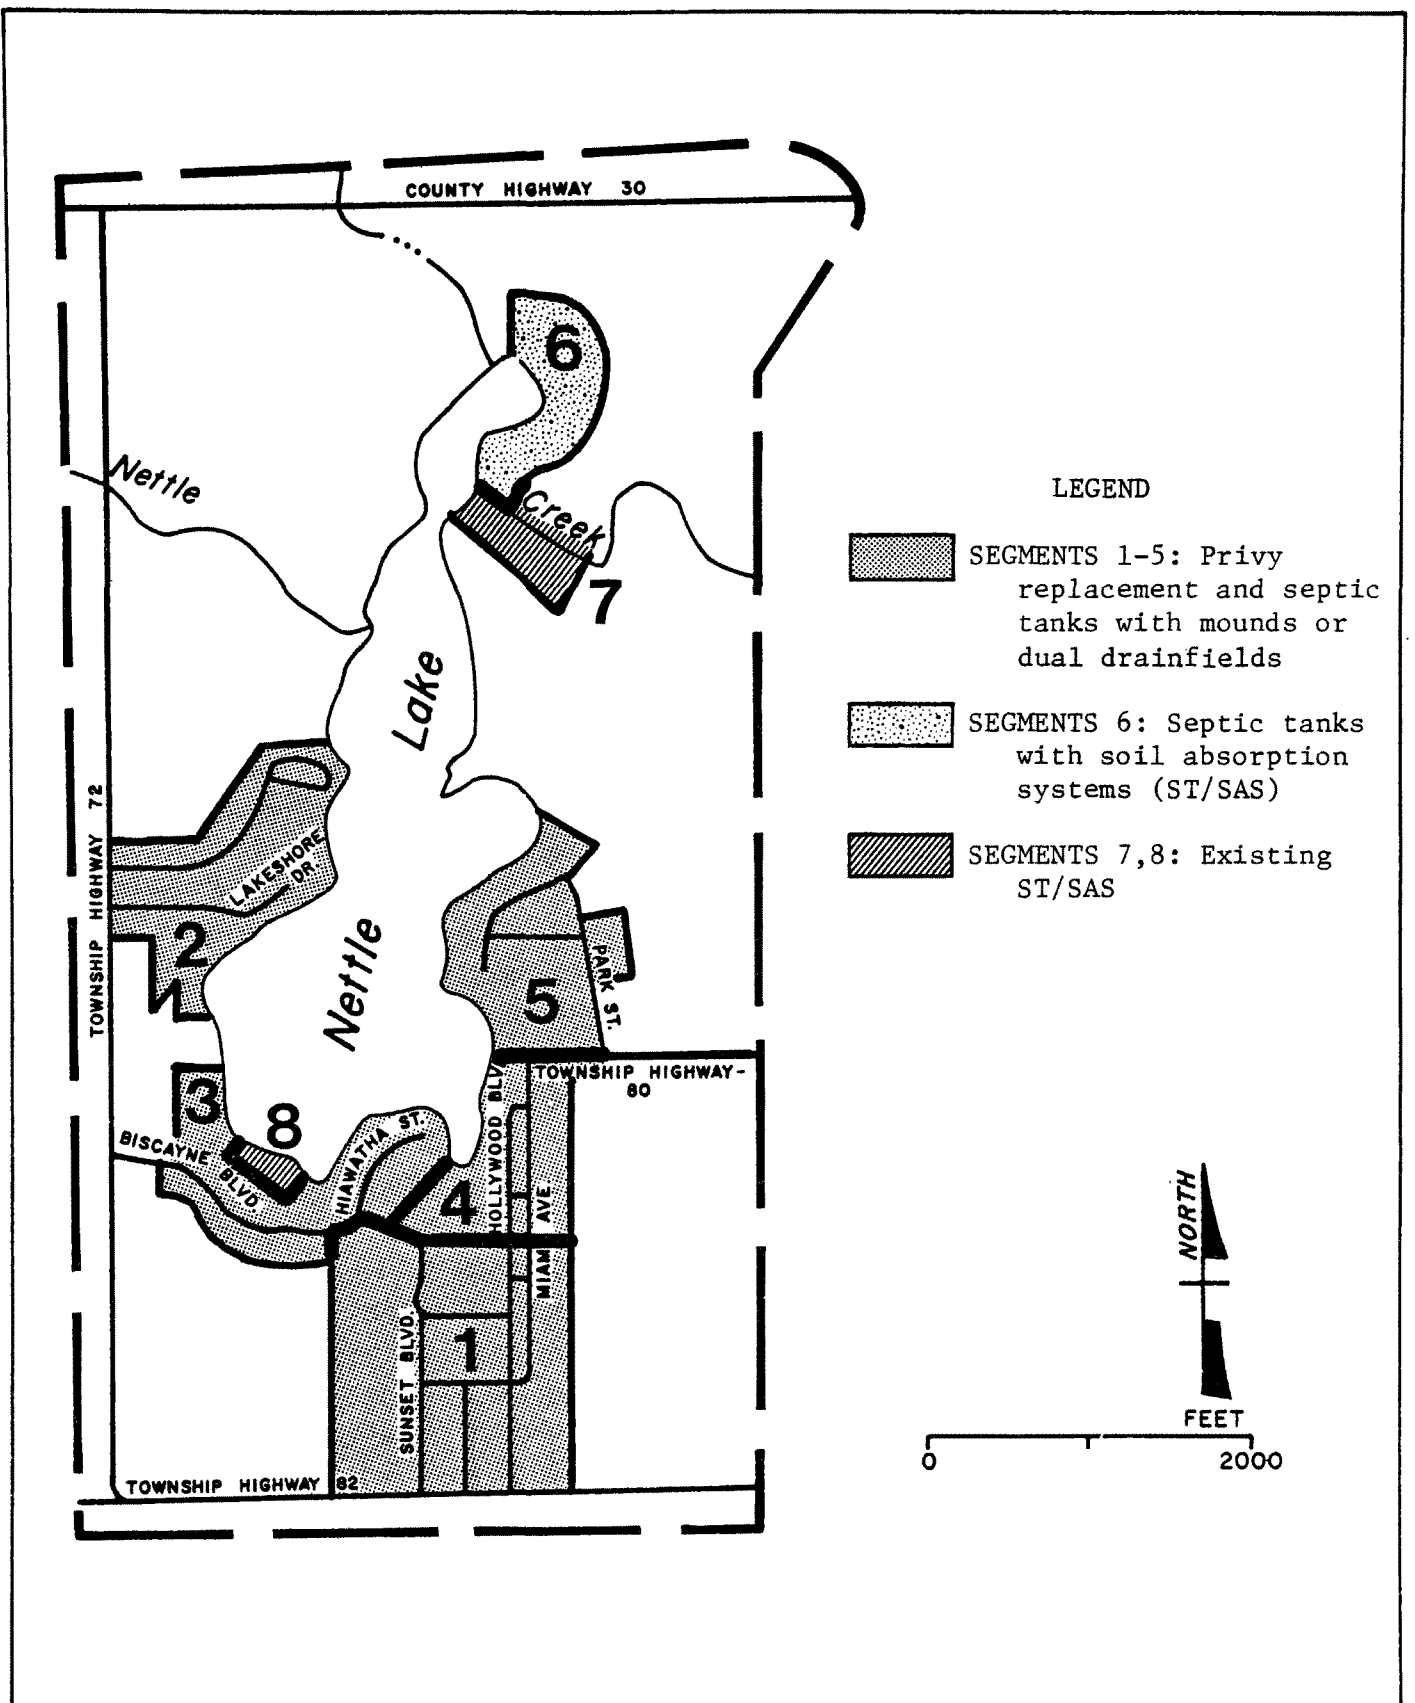 COUNTY HIGHWAY 30
6
Nettle
Creek
7
Lake
TOWNSHIP HIGHWAY 72
LAKESHORE
DR.
2
Nettle
PARK ST.
5
TOWNSHIP HIGHWAY-
80
3
8
BISCAYNE BLVD.
HIAWATHA ST.
4
HOLLYWOOD BLV
MIAMI AVE.
1
SUNSET BLVD.
TOWNSHIP HIGHWAY 82
LEGEND
SEGMENTS 1-5: Privy
replacement and septic
tanks with mounds or
dual drainfields
SEGMENTS 6: Septic tanks
with soil absorption
systems (ST/SAS)
SEGMENTS 7,8: Existing
ST/SAS
NORTH
FEET
0 2000